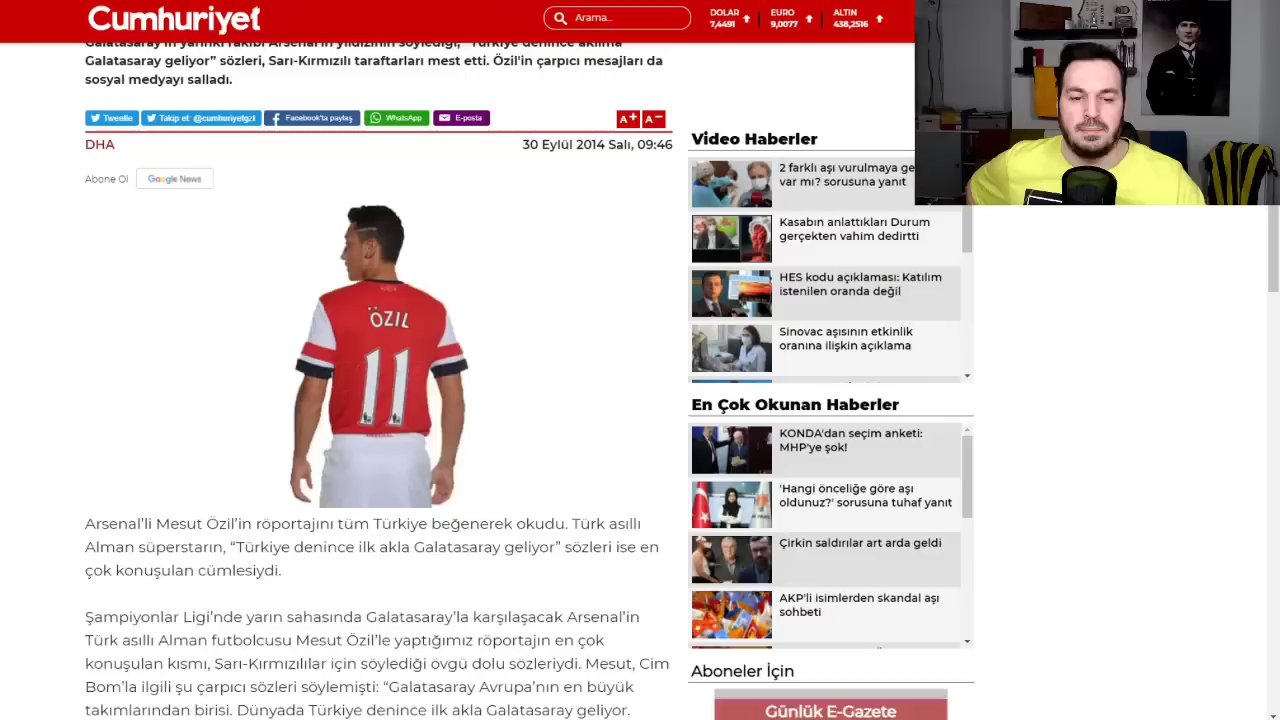 Cumhuriyet
Arama...
DOLAR
7,4491
EURO
9,0077
ALTIN
438,2516
Galatasaray'ın yarınki rakibi Arsenal'in yıldızının söylediği, "Türkiye denince aklıma
Galatasaray geliyor” sözleri, Sarı-Kırmızılı taraftarları mest etti. Özil'in çarpıcı mesajları da
sosyal medyayı salladı.
Tweetle
Takip et: @cumhuriyetgzt
Facebook'ta paylaş
WhatsApp
E-posta
A+
A-
DHA
30 Eylül 2014 Salı, 09:46
Abone Ol
Google News
ÖZIL
11
Arsenal’li Mesut Özil’in röportajını tüm Türkiye beğenerek okudu. Türk asıllı
Alman süperstarın, “Türkiye denince ilk akla Galatasaray geliyor” sözleri ise en
çok konuşulan cümlesiydi.
Şampiyonlar Ligi’nde yarın sahasında Galatasaray’la karşılaşacak Arsenal’in
Türk asıllı Alman futbolcusu Mesut Özil’le yaptığımız röportajın en çok
konuşulan kısmı, Sarı-Kırmızılılar için söylediği övgü dolu sözleriydi. Mesut, Cim
Bom’la ilgili şu çarpıcı sözleri söylemişti: “Galatasaray Avrupa’nın en büyük
takımlarından birisi. Dünyada Türkiye denince ilk akla Galatasaray geliyor.
Video Haberler
2 farklı aşı vurulmaya ge
var mı? sorusuna yanıt
Kasabın anlattıkları Durum
gerçekten vahim dedirtti
HES kodu açıklaması: Katılım
istenilen oranda değil
Sinovac aşısının etkinlik
oranına ilişkin açıklama
En Çok Okunan Haberler
KONDA'dan seçim anketi:
MHP'ye şok!
'Hangi önceliğe göre aşı
oldunuz?' sorusuna tuhaf yanıt
Çirkin saldırılar art arda geldi
AKP'li isimlerden skandal aşı
sohbeti
Aboneler İçin
Günlük E-Gazete